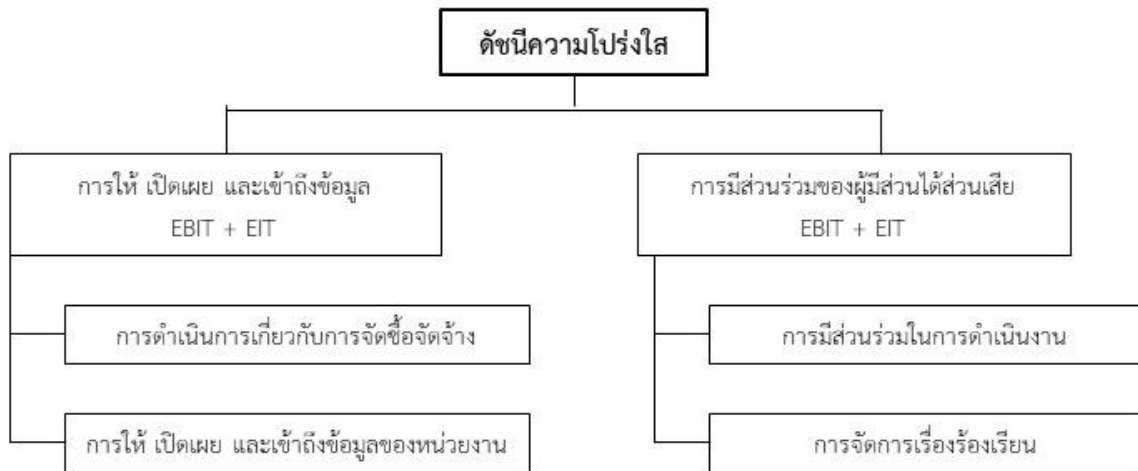 ดัชนีความโปร่งใส
การให้ เปิดเผย และเข้าถึงข้อมูล
EBIT + EIT
การดำเนินการเกี่ยวกับการจัดซื้อจัดจ้าง
การให้ เปิดเผย และเข้าถึงข้อมูลของหน่วยงาน
การมีส่วนร่วมของผู้มีส่วนได้ส่วนเสีย
EBIT + EIT
การมีส่วนร่วมในการดำเนินงาน
การจัดการเรื่องร้องเรียน